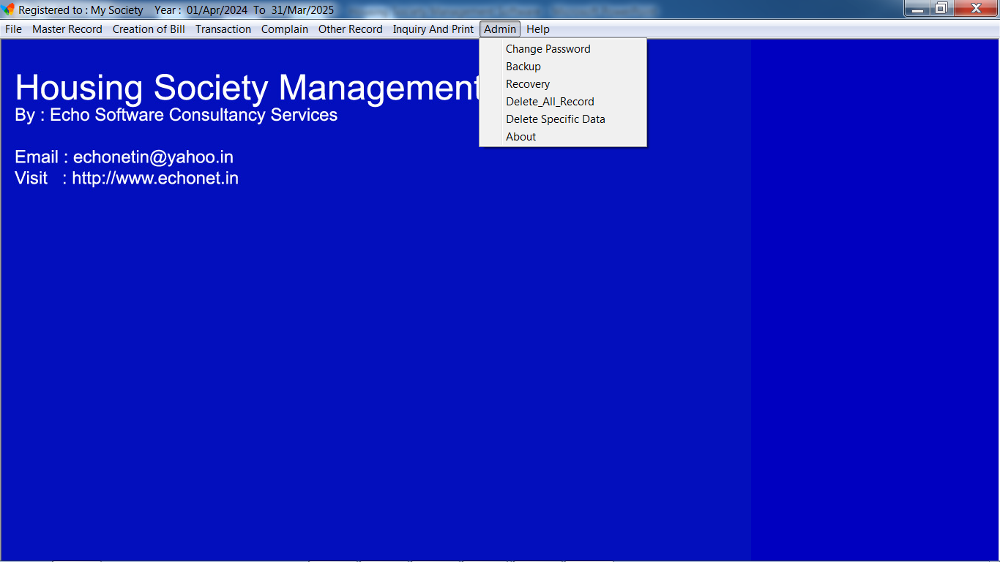 Registered to : My Society Year : 01/Apr/2024 To 31/Mar/2025
File Master Record Creation of Bill Transaction Complain Other Record Inquiry And Print Admin Help
Change Password
Backup
Recovery
Delete_All_Record
Delete Specific Data
About
Housing Society Management
By : Echo Software Consultancy Services
Email : echonetin@yahoo.in
Visit : http://www.echonet.in